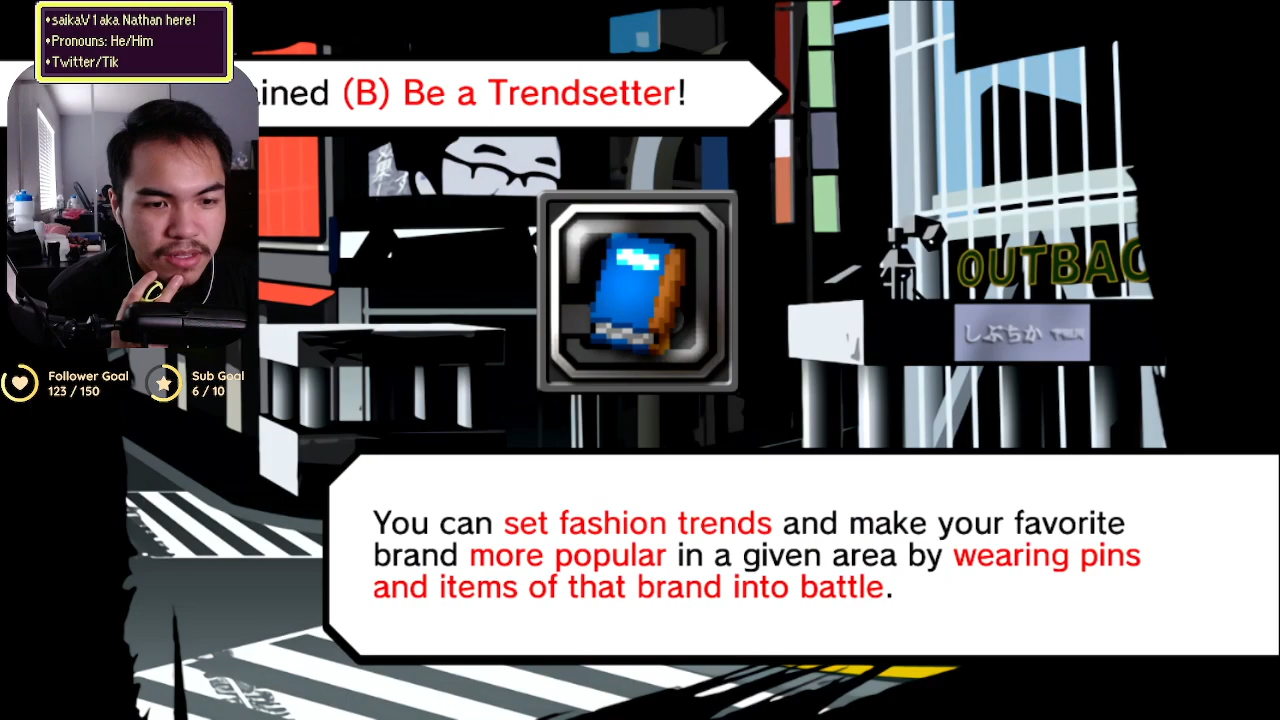 •saikaV1 aka Nathan here!
•Pronouns: He/Him
•Twitter/Tik
ined (B) Be a Trendsetter!
OUTBAC
しぶちか
Follower Goal
123 / 150
Sub Goal
6 / 10
You can set fashion trends and make your favorite
brand more popular in a given area by wearing pins
and items of that brand into battle.